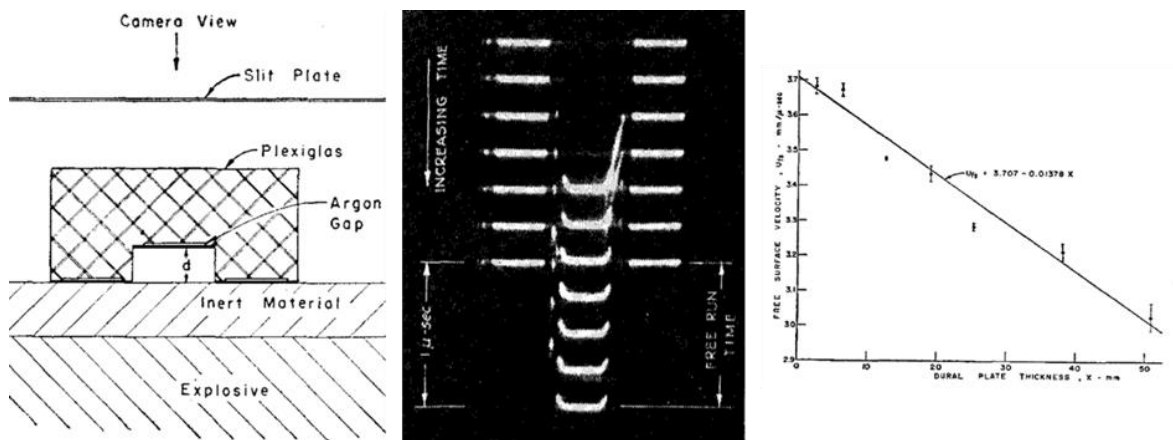 Camera View
Slit Plate
Plexiglas
Argon
Gap
d
Inert Material
Explosive
INCREASING TIME
1 μ-sec
FREE RUN
TIME
FREE SURFACE VELOCITY , Ufs - mm/μ-sec
3.7
3.6
3.5
3.4
3.3
3.2
3.1
3.0
2.9
Ufs = 3.707 - 0.01378 X
0
10
20
30
40
50
DURAL PLATE THICKNESS , X - mm